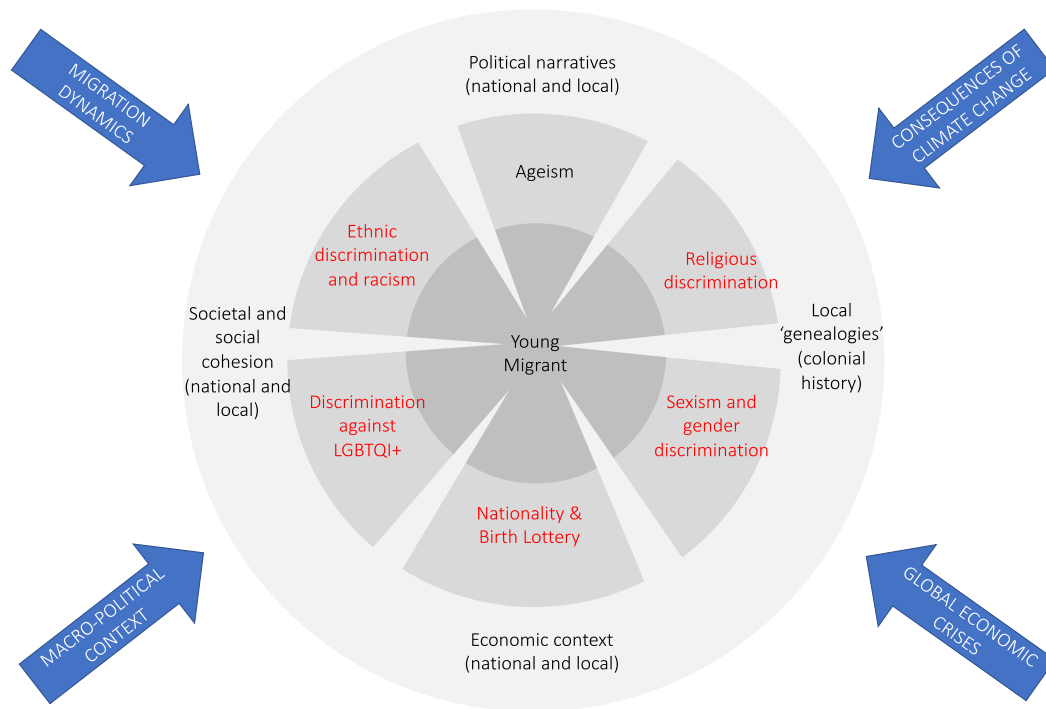 MIGRATION
DYNAMICS
Political narratives
(national and local)
CONSEQUENCES OF
CLIMATE CHANGE
Ageism
Ethnic
discrimination
and racism
Religious
discrimination
Societal and
social
cohesion
(national and
local)
Young
Migrant
Local
‘genealogies’
(colonial
history)
Discrimination
against
LGBTQI+
Sexism and
gender
discrimination
Nationality &
Birth Lottery
MACRO-POLITICAL
CONTEXT
Economic context
(national and local)
GLOBAL ECONOMIC
CRISES